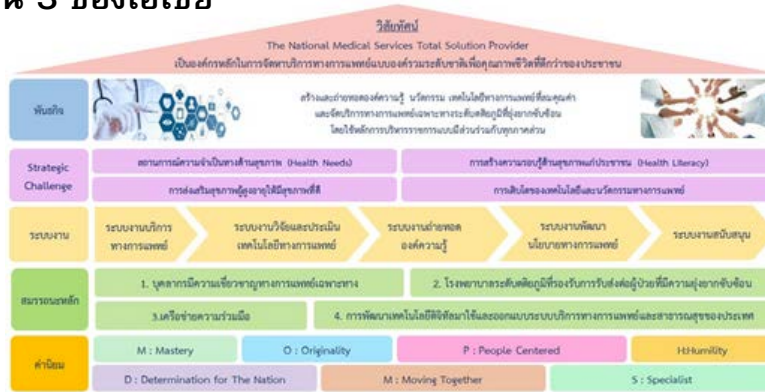 น 3 ของเอเชีย
วิสัยทัศน์
The National Medical Services Total Solution Provider
เป็นองค์กรหลักในการจัดหาบริการทางการแพทย์แบบองค์รวมระดับชาติเพื่อคุณภาพชีวิตที่ดีกว่าของประชาชน
พันธกิจ
สร้างและถ่ายทอดองค์ความรู้ นวัตกรรม เทคโนโลยีทางการแพทย์ที่สมคุณค่า
และจัดบริการทางการแพทย์เฉพาะทางระดับตติยภูมิที่ยุ่งยากซับซ้อน
โดยใช้หลักการบริหารราชการแบบมีส่วนร่วมกับทุกภาคส่วน
Strategic
Challenge
สถานการณ์ความจำเป็นทางด้านสุขภาพ (Health Needs)
การสร้างความรอบรู้ด้านสุขภาพแก่ประชาชน (Health Literacy)
การส่งเสริมสุขภาพผู้สูงอายุให้มีสุขภาพที่ดี
การเติบโตของเทคโนโลยีและนวัตกรรมทางการแพทย์
ระบบงาน
ระบบงานบริการ
ทางการแพทย์
ระบบงานวิจัยและประเมิน
เทคโนโลยีทางการแพทย์
ระบบงานถ่ายทอด
องค์ความรู้
ระบบงานพัฒนา
นโยบายทางการแพทย์
ระบบงานสนับสนุน
สมรรถนะหลัก
1. บุคลากรมีความเชี่ยวชาญทางการแพทย์เฉพาะทาง
2. โรงพยาบาลระดับตติยภูมิที่รองรับการรับส่งต่อผู้ป่วยที่มีความยุ่งยากซับซ้อน
3.เครือข่ายความร่วมมือ
4. การพัฒนาเทคโนโลยีดิจิทัลมาใช้และออกแบบระบบบริการทางการแพทย์และสาธารณสุขของประเทศ
ค่านิยม
M : Mastery
O : Originality
P : People Centered
H:Humility
D : Determination for The Nation
M : Moving Together
S : Specialist